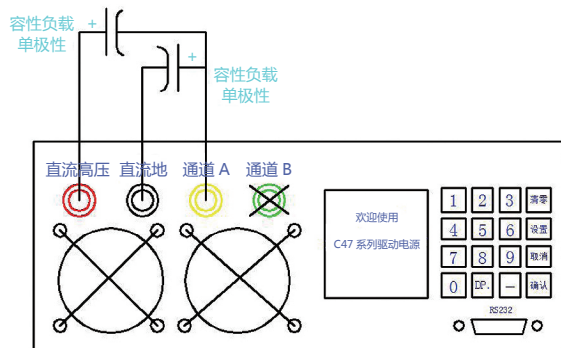 容性负载
单极性
+
+
容性负载
单极性
直流高压 直流地 通道 A 通道 B
欢迎使用
C47 系列驱动电源
1 2 3 清零
4 5 6 设置
7 8 9 取消
0 DP. — 确认
RS232